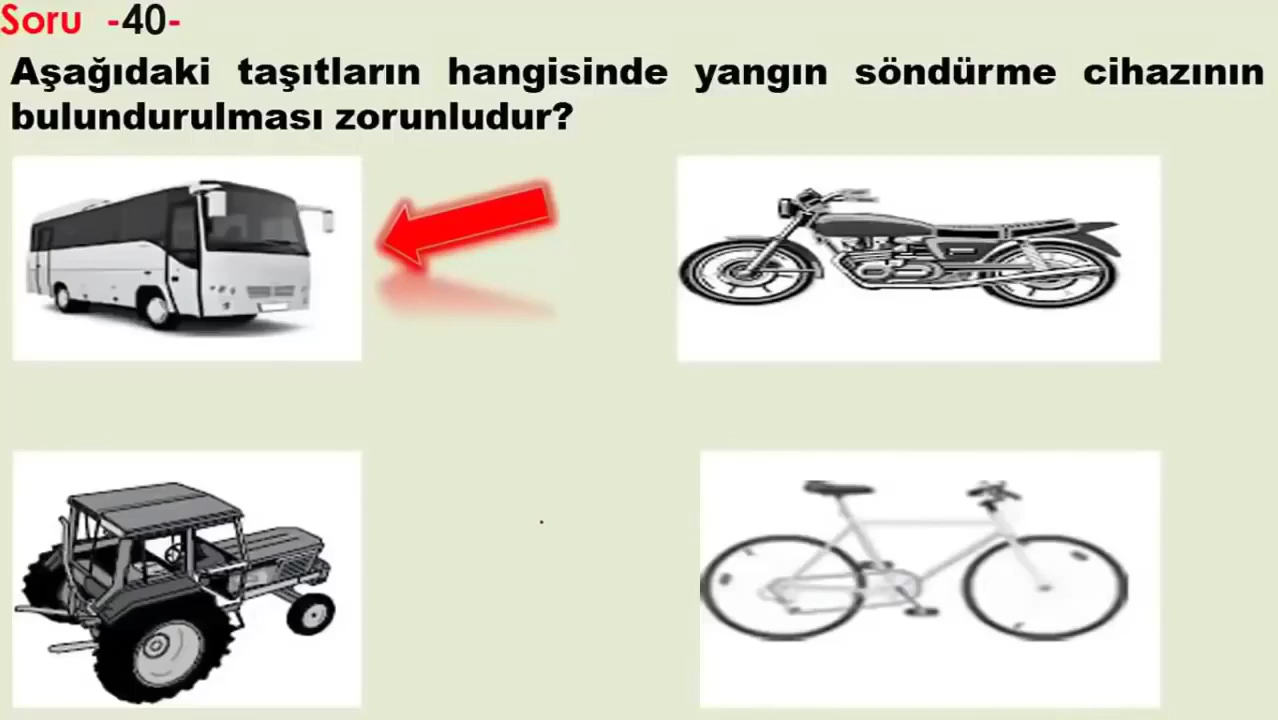 Soru -40-
Aşağıdaki taşıtların hangisinde yangın söndürme cihazının
bulundurulması zorunludur?